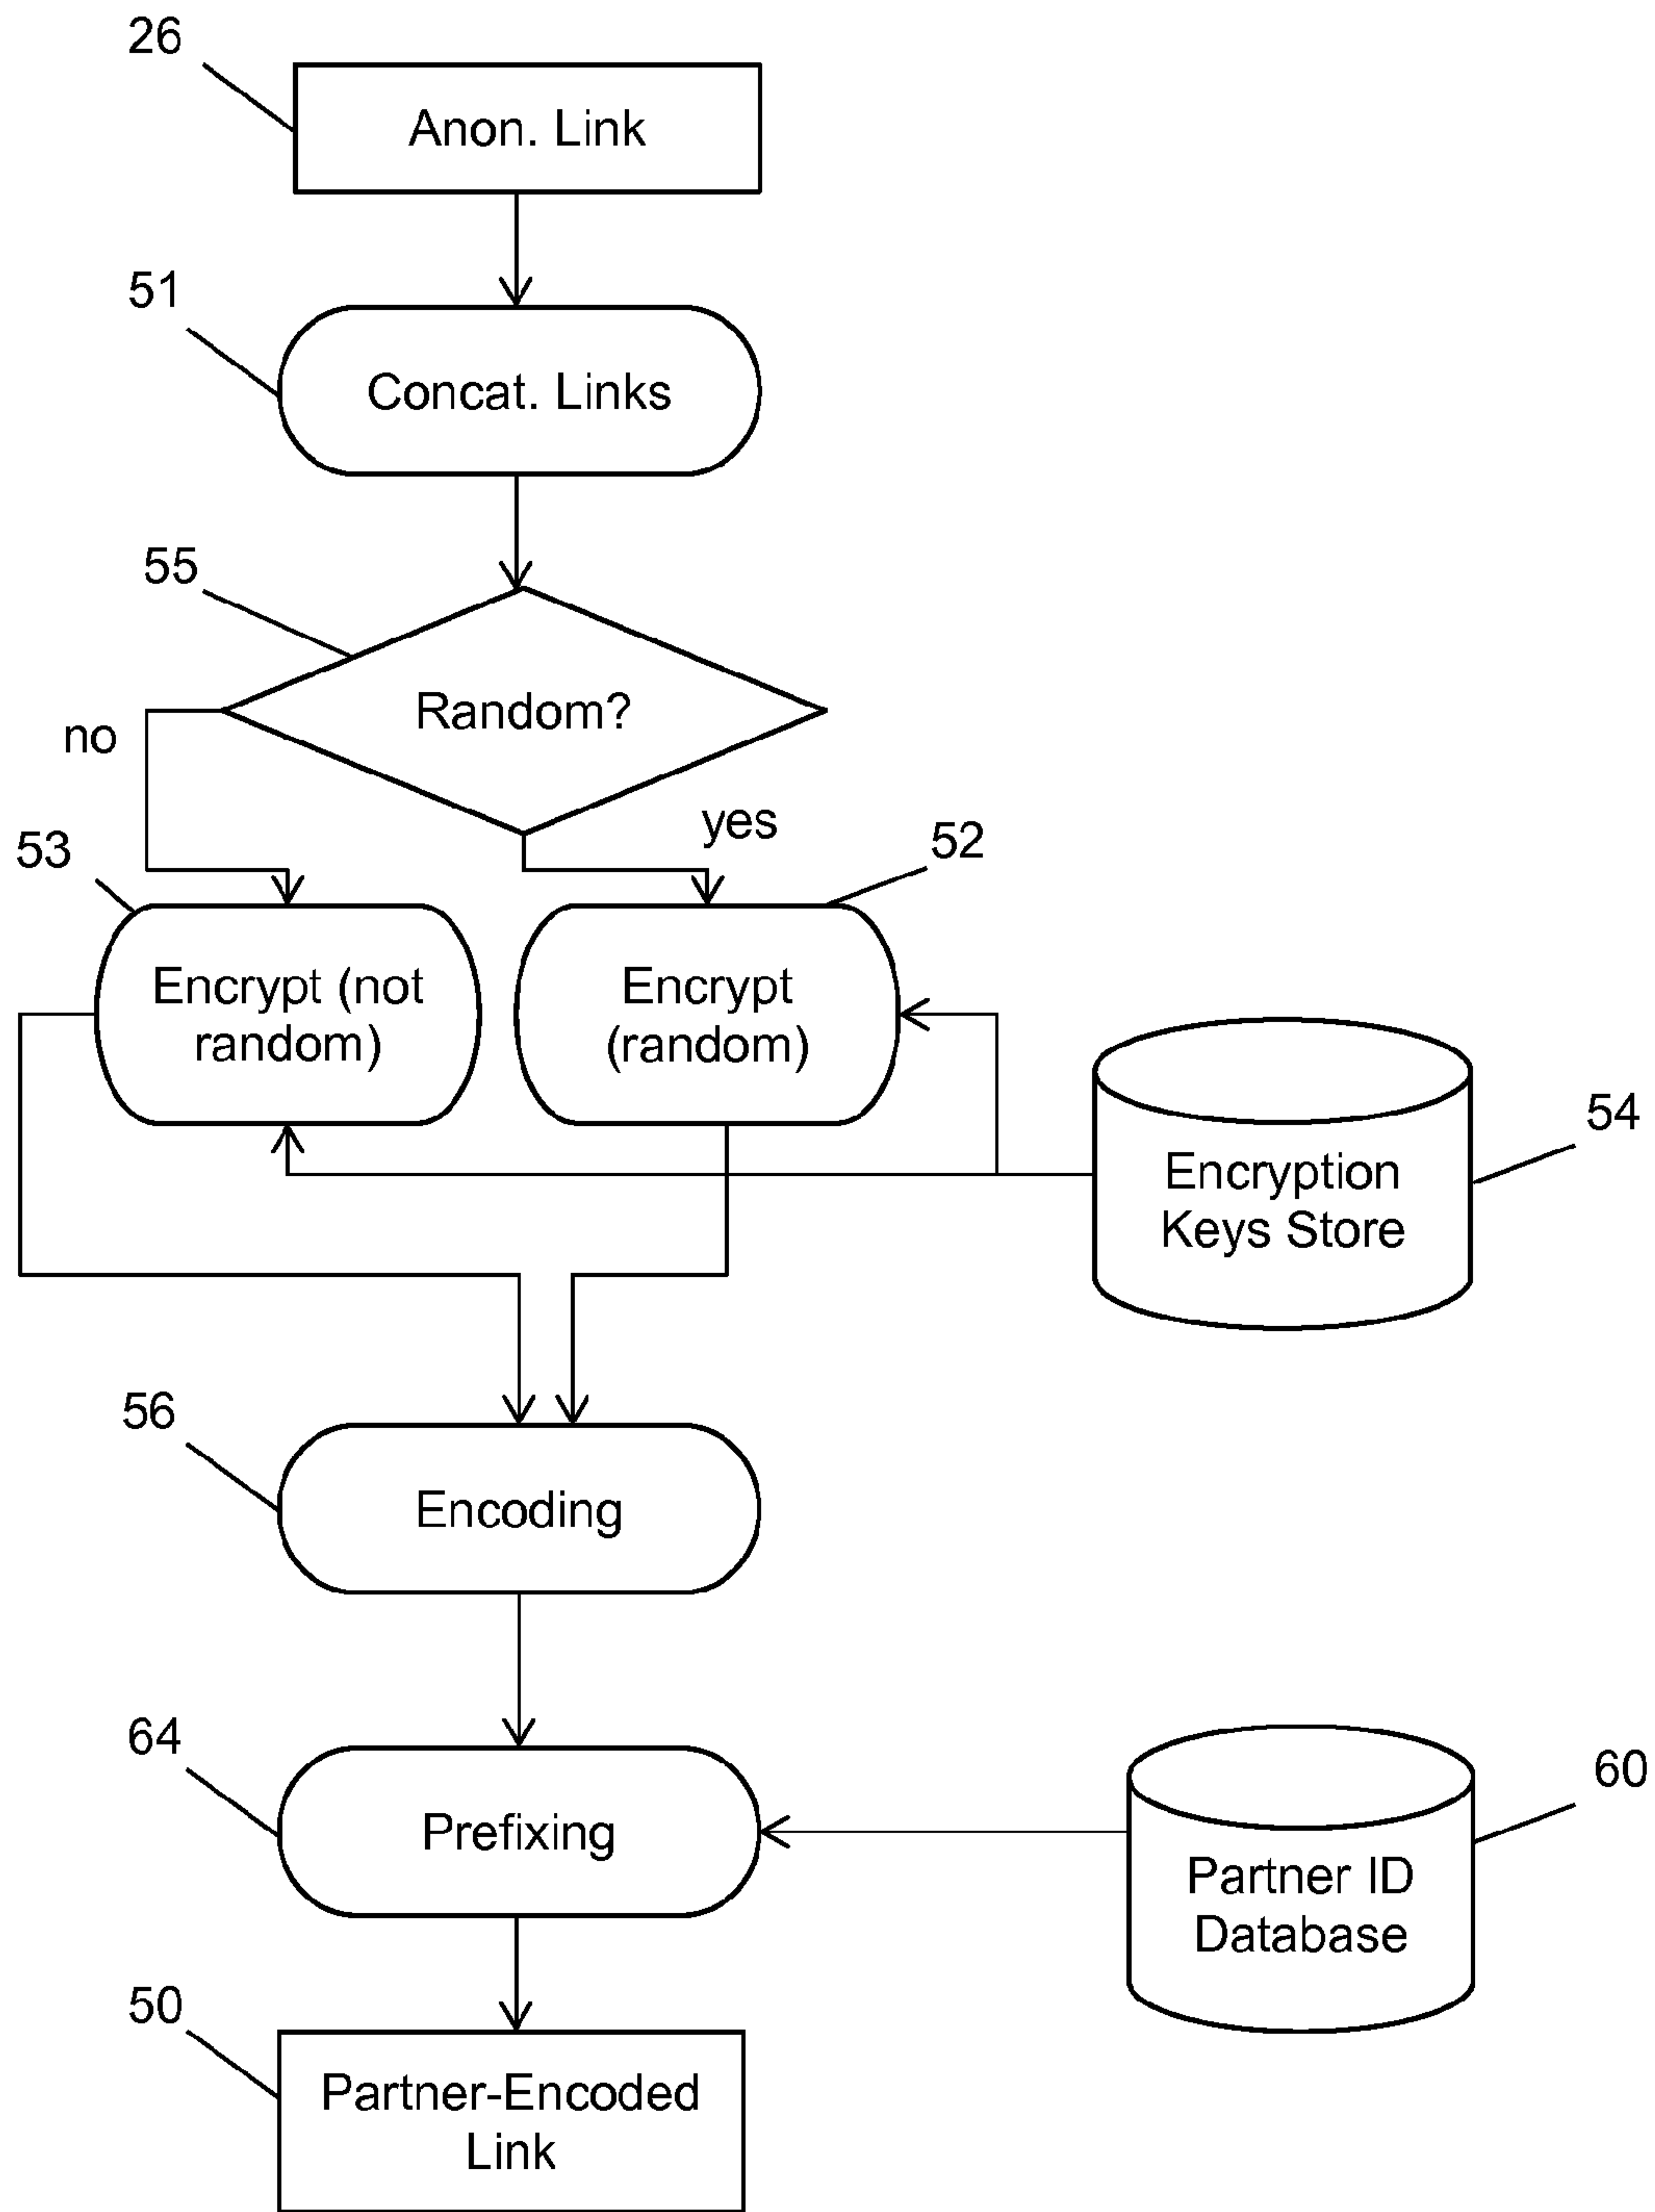 26
Anon. Link
51
Concat. Links
55
Random?
no
yes
53
52
Encrypt (not
random)
Encrypt
(random)
54
Encryption
Keys Store
56
Encoding
64
Prefixing
60
Partner ID
Database
50
Partner-Encoded
Link